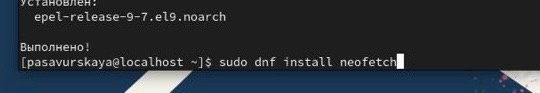 Установлен:
epel-release-9-7.el9.noarch
Выполнено!
[pasavurskaya@localhost ~]$ sudo dnf install neofetch